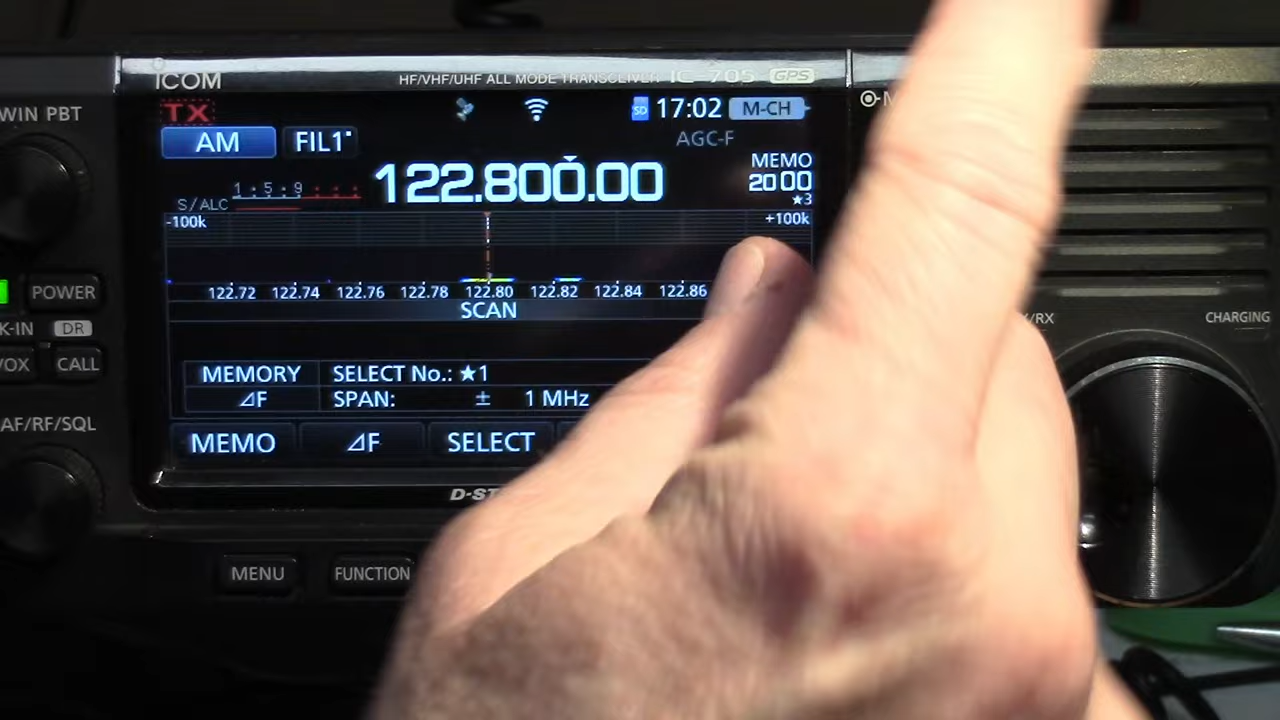 ICOM
HF/VHF/UHF ALL MODE TRANSCEIVER IC-705 GPS
WIN PBT
TX
SD 17:02 M-CH
AM FIL1
AGC-F
122.800.00
MEMO
20 00
★3
1 5 9
S/ALC
-100k +100k
122.72 122.74 122.76 122.78 122.80 122.82 122.84 122.86
SCAN
POWER
K-IN DR
VOX CALL
MEMORY SELECT No.: ★1
⊿F SPAN: ± 1 MHz
MEMO ⊿F SELECT
AF/RF/SQL
D-ST
MENU FUNCTION
/RX
CHARGING